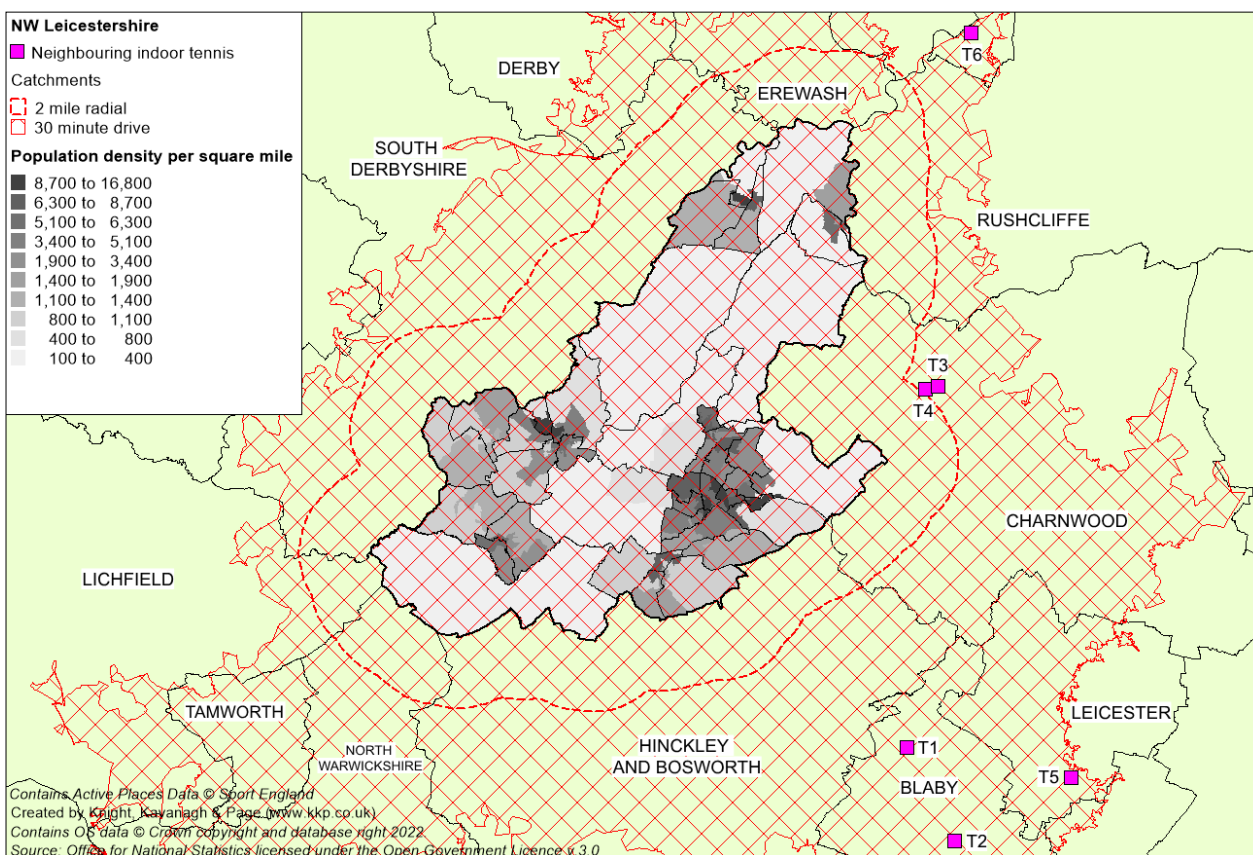 NW Leicestershire
Neighbouring indoor tennis
Catchments
2 mile radial
30 minute drive
Population density per square mile
8,700 to 16,800
6,300 to 8,700
5,100 to 6,300
3,400 to 5,100
1,900 to 3,400
1,400 to 1,900
1,100 to 1,400
800 to 1,100
400 to 800
100 to 400
T6
DERBY
EREWASH
SOUTH
DERBYSHIRE
RUSHCLIFFE
T3
T4
CHARNWOOD
LICHFIELD
TAMWORTH
LEICESTER
NORTH
WARWICKSHIRE
HINCKLEY
AND BOSWORTH
T1
BLABY
T5
T2
Contains Active Places Data © Sport England
Created by Knight, Kavanagh & Page (www.kkp.co.uk)
Contains OS data © Crown copyright and database right 2022
Source: Office for National Statistics licensed under the Open Government Licence v.3.0